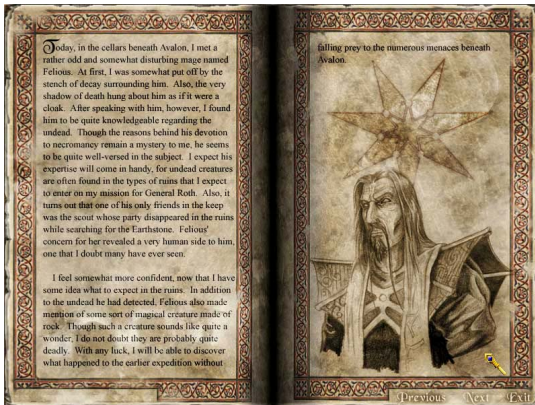 Today, in the cellars beneath Avalon, I met a
rather odd and somewhat disturbing mage named
Felious. At first, I was somewhat put off by the
stench of decay surrounding him. Also, the very
shadow of death hung about him as if it were a
cloak. After speaking with him, however, I found
him to be quite knowledgeable regarding the
undead. Though the reasons behind his devotion
to necromancy remain a mystery to me, he seems
to be quite well-versed in the subject. I expect his
expertise will come in handy, for undead creatures
are often found in the types of ruins that I expect
to enter on my mission for General Roth. Also, it
turns out that one of his only friends in the keep
was the scout whose party disappeared in the ruins
while searching for the Earthstone. Felious'
concern for her revealed a very human side to him,
one that I doubt many have ever seen.
I feel somewhat more confident, now that I have
some idea what to expect in the ruins. In addition
to the undead he had detected, Felious also made
mention of some sort of magical creature made of
rock. Though such a creature sounds like quite a
wonder, I do not doubt they are probably quite
deadly. With any luck, I will be able to discover
what happened to the earlier expedition without
falling prey to the numerous menaces beneath
Avalon.
Previous Next Exit